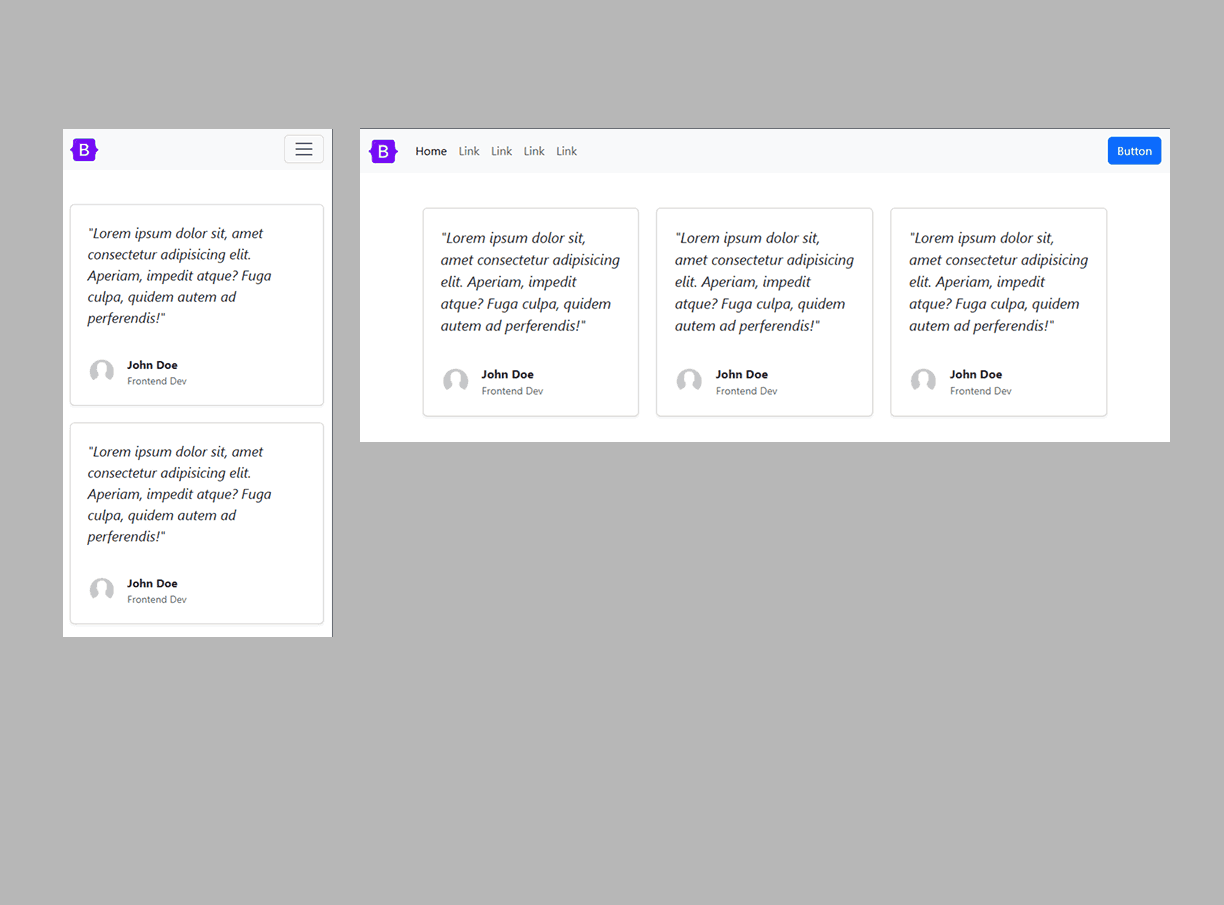 B
"Lorem ipsum dolor sit, amet
consectetur adipisicing elit.
Aperiam, impedit atque? Fuga
culpa, quidem autem ad
perferendis!"
John Doe
Frontend Dev
"Lorem ipsum dolor sit, amet
consectetur adipisicing elit.
Aperiam, impedit atque? Fuga
culpa, quidem autem ad
perferendis!"
John Doe
Frontend Dev
B Home Link Link Link Link Button
"Lorem ipsum dolor sit,
amet consectetur adipisicing
elit. Aperiam, impedit
atque? Fuga culpa, quidem
autem ad perferendis!"
John Doe
Frontend Dev
"Lorem ipsum dolor sit,
amet consectetur adipisicing
elit. Aperiam, impedit
atque? Fuga culpa, quidem
autem ad perferendis!"
John Doe
Frontend Dev
"Lorem ipsum dolor sit,
amet consectetur adipisicing
elit. Aperiam, impedit
atque? Fuga culpa, quidem
autem ad perferendis!"
John Doe
Frontend Dev